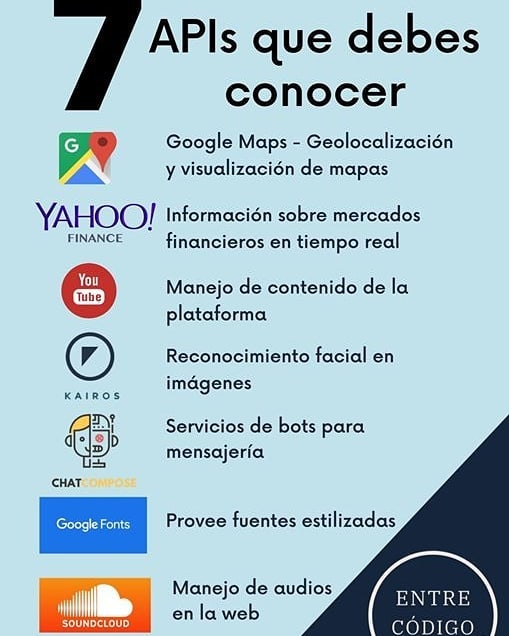 7 APIs que debes
conocer
G
Google Maps - Geolocalización
y visualización de mapas
YAHOO!
FINANCE
Información sobre mercados
financieros en tiempo real
You
Tube
Manejo de contenido de la
plataforma
KAIROS
Reconocimiento facial en
imágenes
CHATCOMPOSE
Servicios de bots para
mensajería
Google Fonts
Provee fuentes estilizadas
SOUNDCLOUD
Manejo de audios
en la web
ENTRE
CÓDIGO